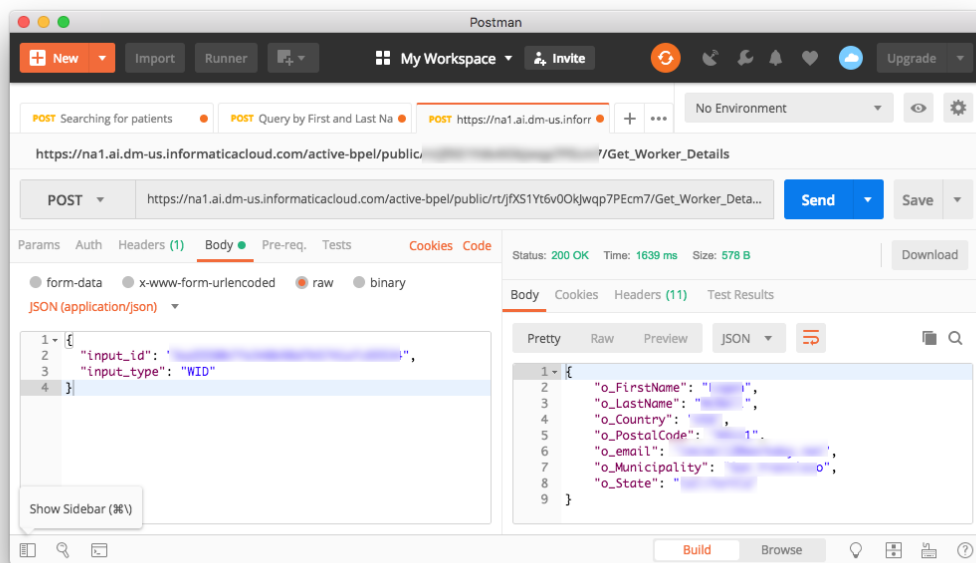 Postman
New Import Runner My Workspace Invite Upgrade
POST Searching for patients POST Query by First and Last Na POST https://na1.ai.dm-us.inforr + ••• No Environment
https://na1.ai.dm-us.informaticacloud.com/active-bpel/public/ /Get_Worker_Details
POST https://na1.ai.dm-us.informaticacloud.com/active-bpel/public/rt/jfXS1Yt6v0OkJwqp7PEcm7/Get_Worker_Deta... Send Save
Params Auth Headers (1) Body Pre-req. Tests Cookies Code
Status: 200 OK Time: 1639 ms Size: 578 B Download
form-data x-www-form-urlencoded raw binary
JSON (application/json)
Body Cookies Headers (11) Test Results
Pretty Raw Preview JSON
1 {
2 "input_id": " ",
3 "input_type": "WID"
4 }
1 {
2 "o_FirstName": " ",
3 "o_LastName": " ",
4 "o_Country": " ,
5 "o_PostalCode": 1",
6 "o_email": " ,
7 "o_Municipality": " o",
8 "o_State": "
9 }
Show Sidebar (⌘\)
Build Browse